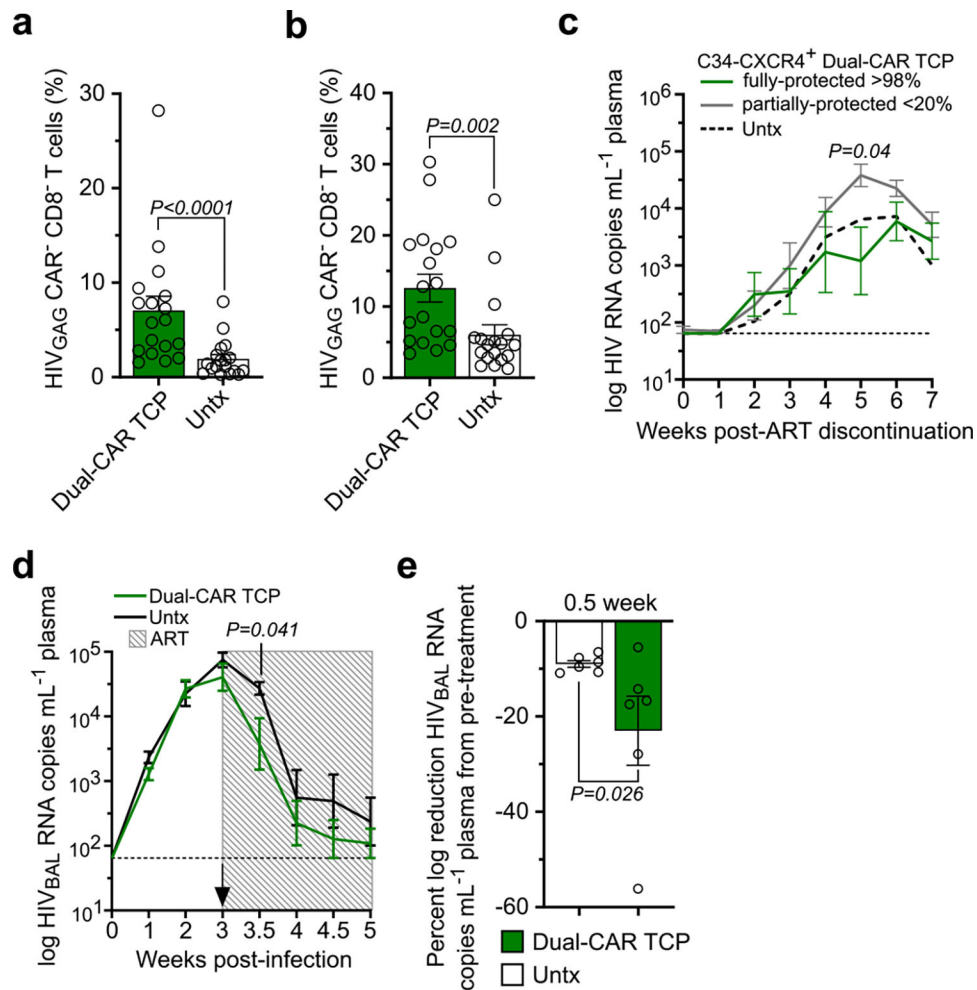 a
HIV_GAG CAR⁻ CD8⁻ T cells (%)
30
20
10
0
P<0.0001
Dual-CAR TCP
Untx
b
HIV_GAG CAR⁻ CD8⁻ T cells (%)
40
30
20
10
0
P=0.002
Dual-CAR TCP
Untx
c
C34-CXCR4⁺ Dual-CAR TCP
fully-protected >98%
partially-protected <20%
Untx
log HIV RNA copies mL⁻¹ plasma
10⁶
10⁵
10⁴
10³
10²
10¹
P=0.04
0 1 2 3 4 5 6 7
Weeks post-ART discontinuation
d
Dual-CAR TCP
Untx
ART
P=0.041
log HIV_BAL RNA copies mL⁻¹ plasma
10⁵
10⁴
10³
10²
10¹
0 1 2 3 3.5 4 4.5 5
Weeks post-infection
e
0.5 week
Percent log reduction HIV_BAL RNA
copies mL⁻¹ plasma from pre-treatment
0
-20
-40
-60
P=0.026
Dual-CAR TCP
Untx